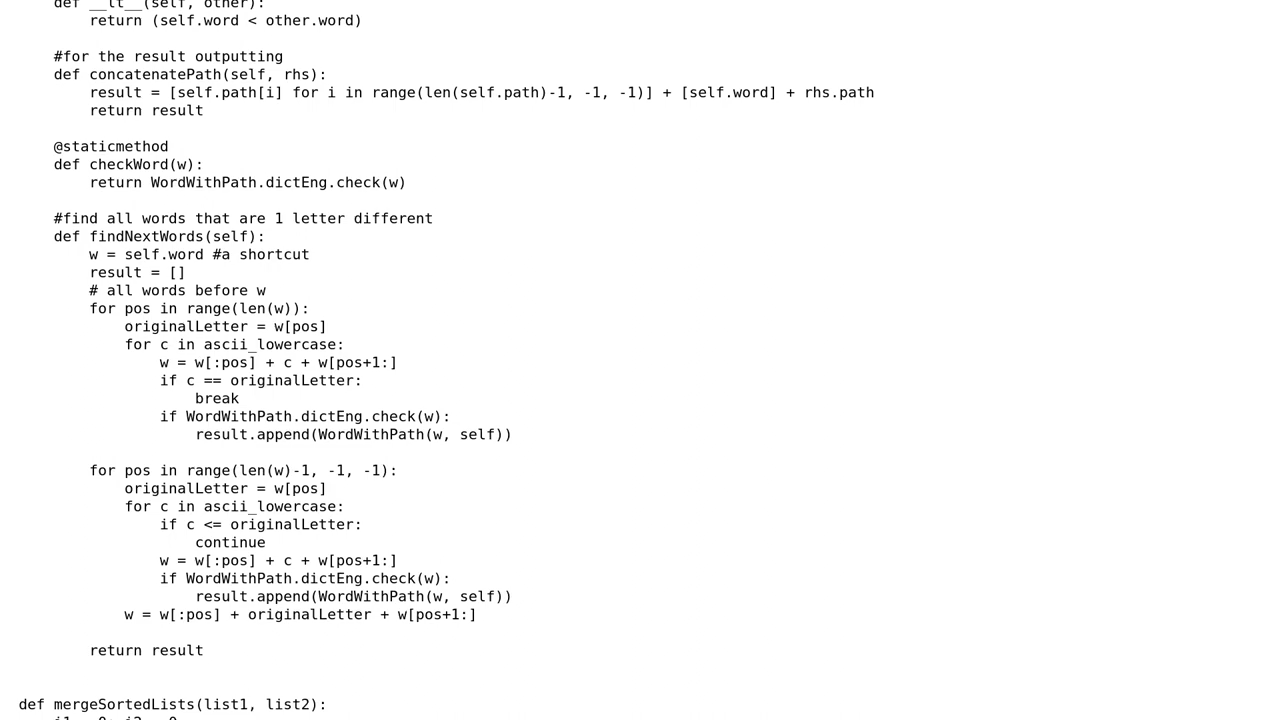 def __lt__(self, other):
return (self.word < other.word)
#for the result outputting
def concatenatePath(self, rhs):
result = [self.path[i] for i in range(len(self.path)-1, -1, -1)] + [self.word] + rhs.path
return result
@staticmethod
def checkWord(w):
return WordWithPath.dictEng.check(w)
#find all words that are 1 letter different
def findNextWords(self):
w = self.word #a shortcut
result = []
# all words before w
for pos in range(len(w)):
originalLetter = w[pos]
for c in ascii_lowercase:
w = w[:pos] + c + w[pos+1:]
if c == originalLetter:
break
if WordWithPath.dictEng.check(w):
result.append(WordWithPath(w, self))
for pos in range(len(w)-1, -1, -1):
originalLetter = w[pos]
for c in ascii_lowercase:
if c <= originalLetter:
continue
w = w[:pos] + c + w[pos+1:]
if WordWithPath.dictEng.check(w):
result.append(WordWithPath(w, self))
w = w[:pos] + originalLetter + w[pos+1:]
return result
def mergeSortedLists(list1, list2):